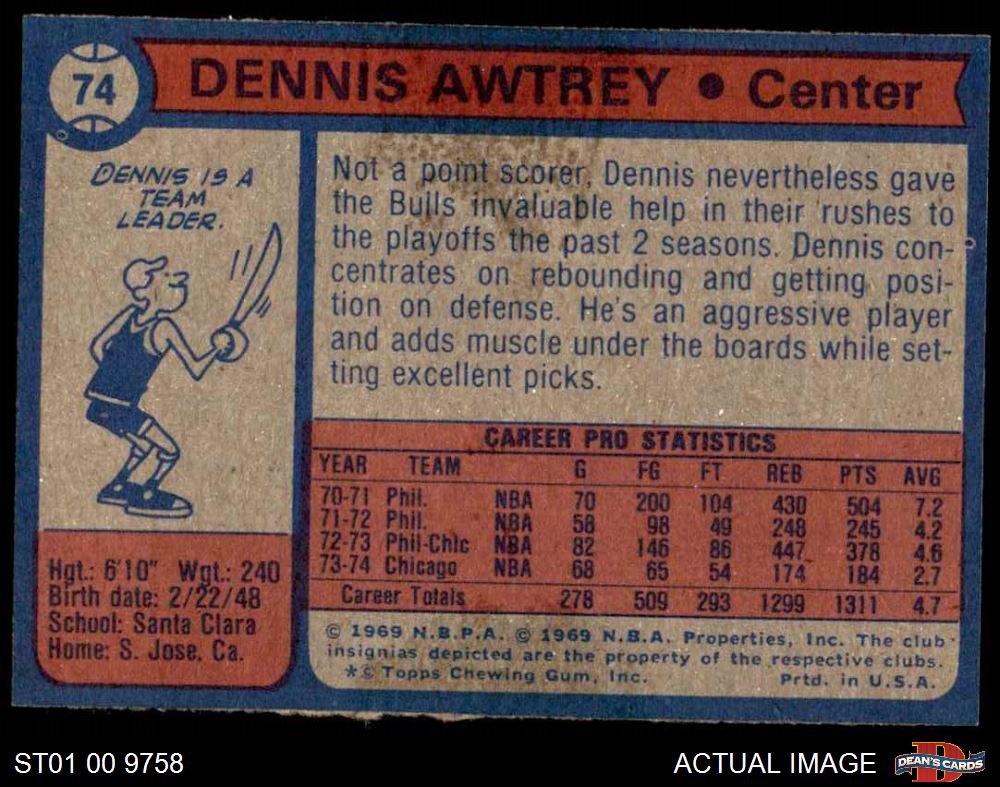 74
DENNIS AWTREY • Center
DENNIS IS A
TEAM
LEADER.
Not a point scorer, Dennis nevertheless gave
the Bulls invaluable help in their rushes to
the playoffs the past 2 seasons. Dennis con-
centrates on rebounding and getting posi-
tion on defense. He's an aggressive player
and adds muscle under the boards while set-
ting excellent picks.
CAREER PRO STATISTICS
YEAR TEAM G FG FT REB PTS AVG
70-71 Phil. NBA 70 200 104 430 504 7.2
71-72 Phil. NBA 58 98 49 248 245 4.2
72-73 Phil-Chic NBA 82 146 86 447 378 4.6
73-74 Chicago NBA 68 65 54 174 184 2.7
Career Totals 278 509 293 1299 1311 4.7
Hgt.: 6'10" Wgt.: 240
Birth date: 2/22/48
School: Santa Clara
Home: S. Jose, Ca.
© 1969 N.B.P.A. © 1969 N.B.A. Properties, Inc. The club
insignias depicted are the property of the respective clubs.
*© Topps Chewing Gum, Inc. Prtd. in U.S.A.
ST01 00 9758
ACTUAL IMAGE
D
DEAN'S CARDS